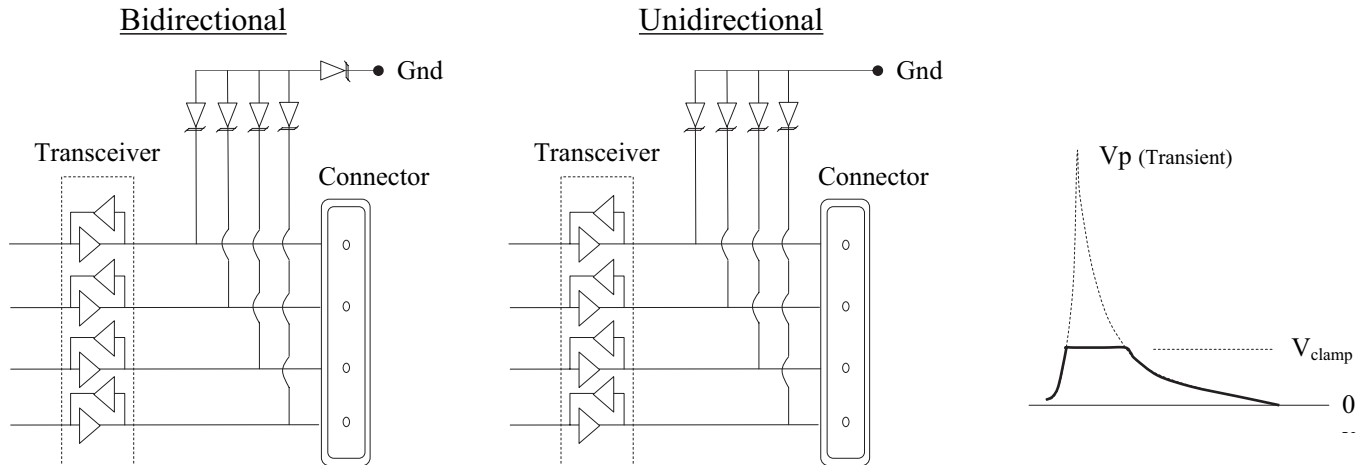 Bidirectional
Gnd
Transceiver
Connector
Unidirectional
Gnd
Transceiver
Connector
Vp (Transient)
Vclamp
0